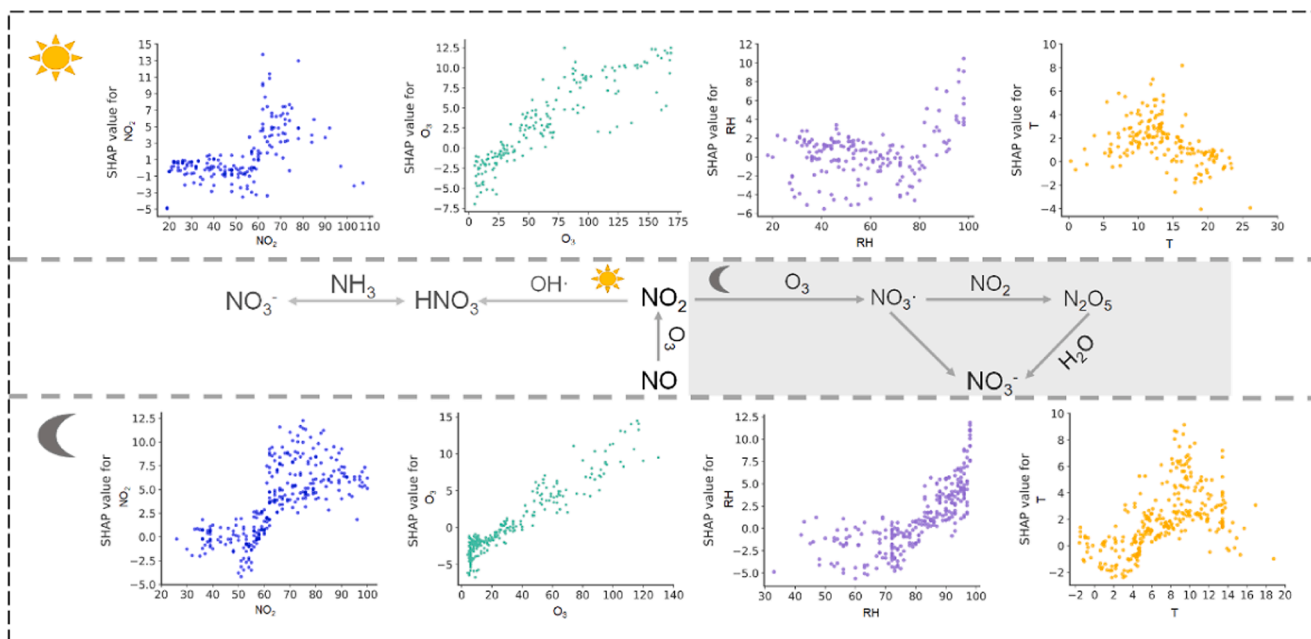 SHAP value for
NO₂
15
13
11
9
7
5
3
1
−1
−3
−5
20 30 40 50 60 70 80 90 100 110
NO₂
SHAP value for
O₃
12.5
10.0
7.5
5.0
2.5
0.0
−2.5
−5.0
−7.5
0 25 50 75 100 125 150 175
O₃
SHAP value for
RH
12
10
8
6
4
2
0
−2
−4
−6
20 40 60 80 100
RH
SHAP value for
T
10
8
6
4
2
0
−2
−4
0 5 10 15 20 25 30
T
NO₃⁻ NH₃ HNO₃ OH· NO₂ O₃ NO₃· NO₂ N₂O₅
O₃
H₂O
NO NO₃⁻
SHAP value for
NO₂
12.5
10.0
7.5
5.0
2.5
0.0
−2.5
−5.0
20 30 40 50 60 70 80 90 100
NO₂
SHAP value for
O₃
15
10
5
0
−5
0 20 40 60 80 100 120 140
O₃
SHAP value for
RH
12.5
10.0
7.5
5.0
2.5
0.0
−2.5
−5.0
30 40 50 60 70 80 90 100
RH
SHAP value for
T
10
8
6
4
2
0
−2
−2 0 2 4 6 8 10 12 14 16 18 20
T